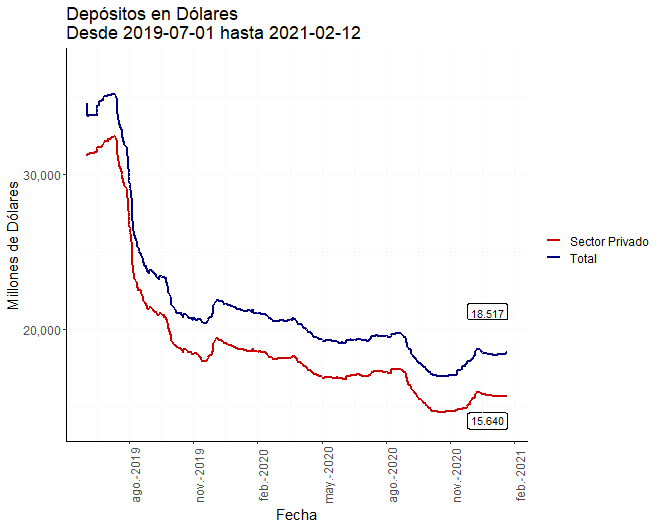 Depósitos en Dólares
Desde 2019-07-01 hasta 2021-02-12
Millones de Dólares
30,000
20,000
18.517
15.640
Sector Privado
Total
ago.-2019
nov.-2019
feb.-2020
may.-2020
ago.-2020
nov.-2020
feb.-2021
Fecha